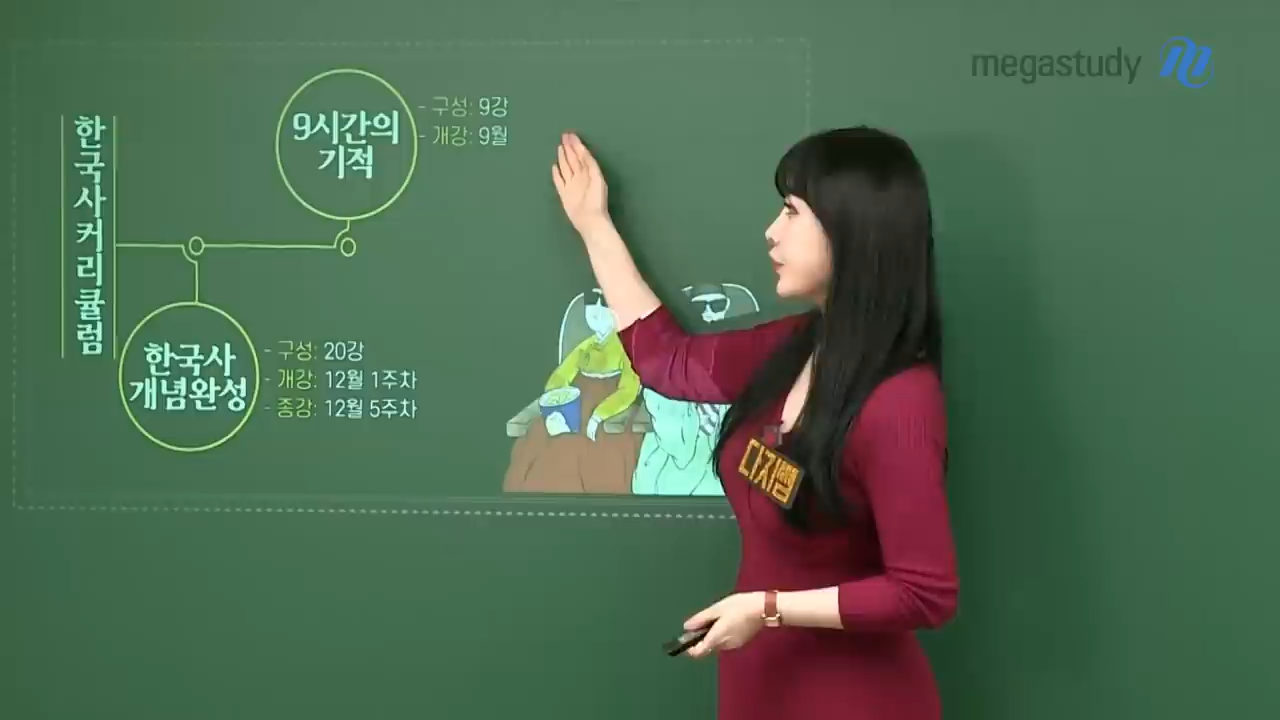 megastudy
한국사커리큘럼
9시간의
기적
- 구성: 9강
- 개강: 9월
한국사
개념완성
- 구성: 20강
- 개강: 12월 1주차
- 종강: 12월 5주차
다지쌤